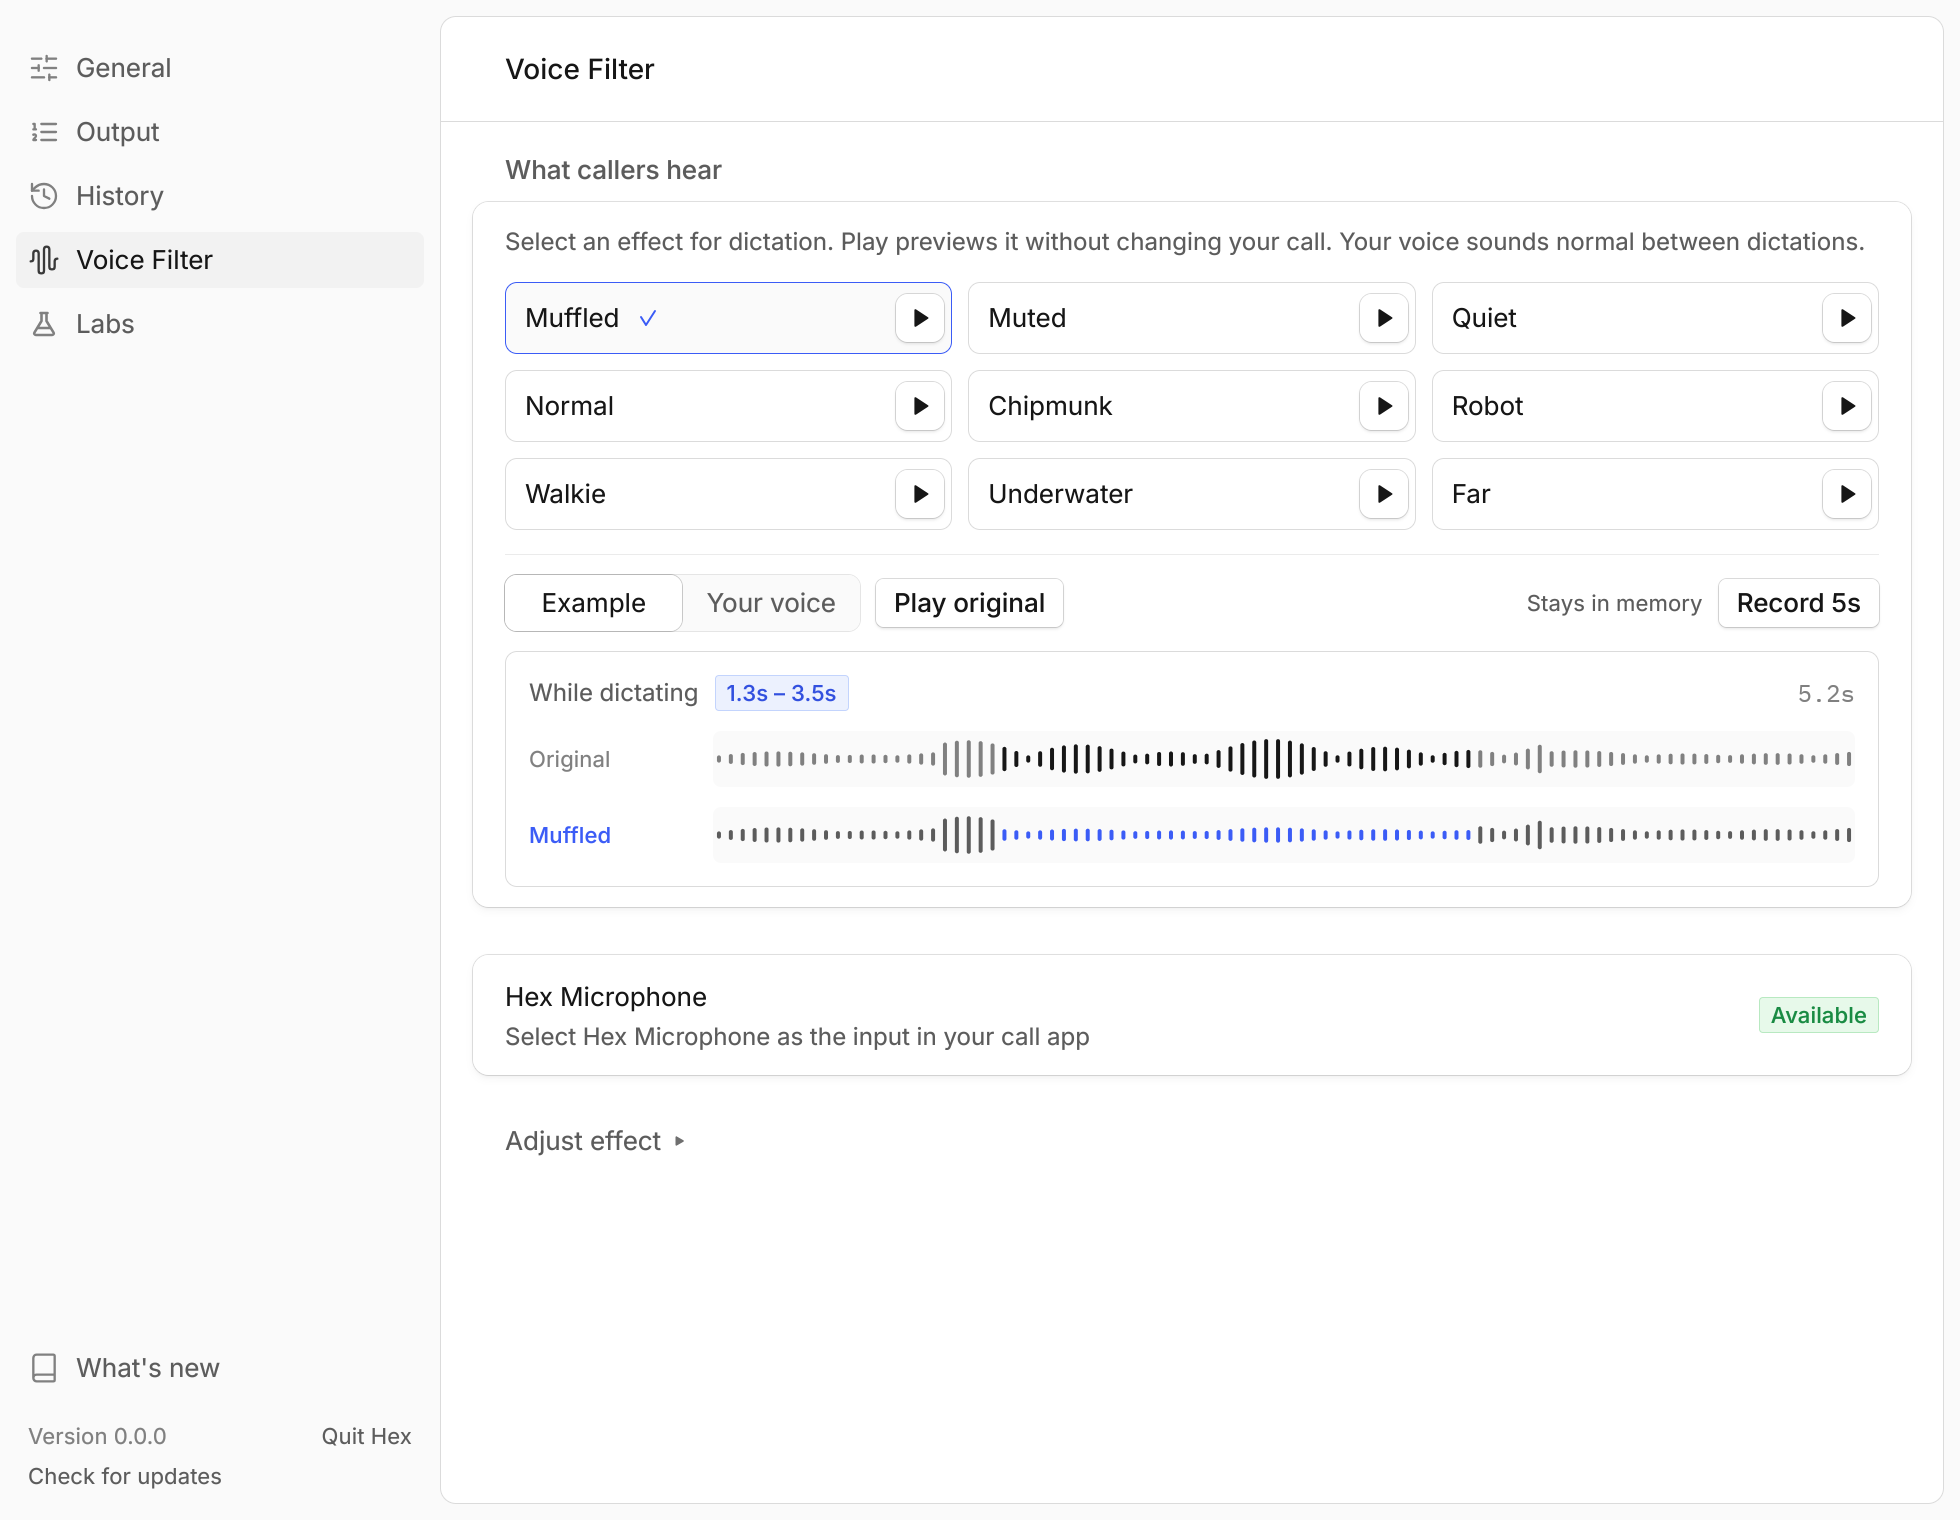 General
Output
History
Voice Filter
Labs
What's new
Version 0.0.0
Quit Hex
Check for updates
Voice Filter
What callers hear
Select an effect for dictation. Play previews it without changing your call. Your voice sounds normal between dictations.
Muffled
Muted
Quiet
Normal
Chipmunk
Robot
Walkie
Underwater
Far
Example
Your voice
Play original
Stays in memory
Record 5s
While dictating
1.3s – 3.5s
5.2s
Original
Muffled
Hex Microphone
Select Hex Microphone as the input in your call app
Available
Adjust effect